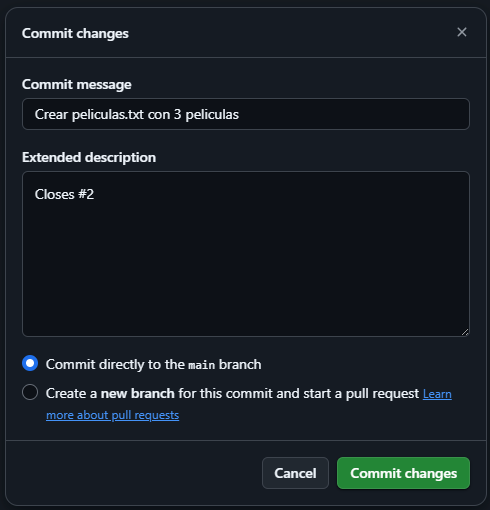 Commit changes
Commit message
Crear peliculas.txt con 3 peliculas
Extended description
Closes #2
Commit directly to the main branch
Create a new branch for this commit and start a pull request Learn
more about pull requests
Cancel
Commit changes